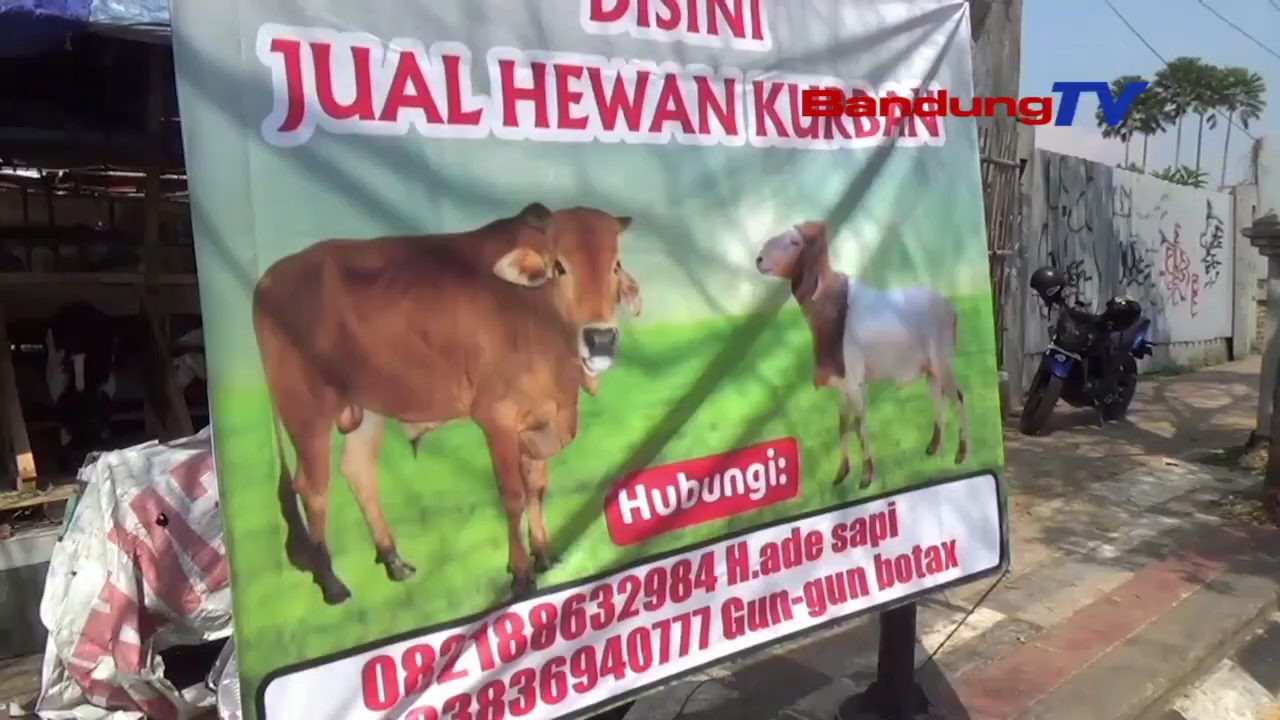 DISINI
JUAL HEWAN KURBAN
BandungTV
Hubungi:
082188632984 H.ade sapi
Gun-gun botax